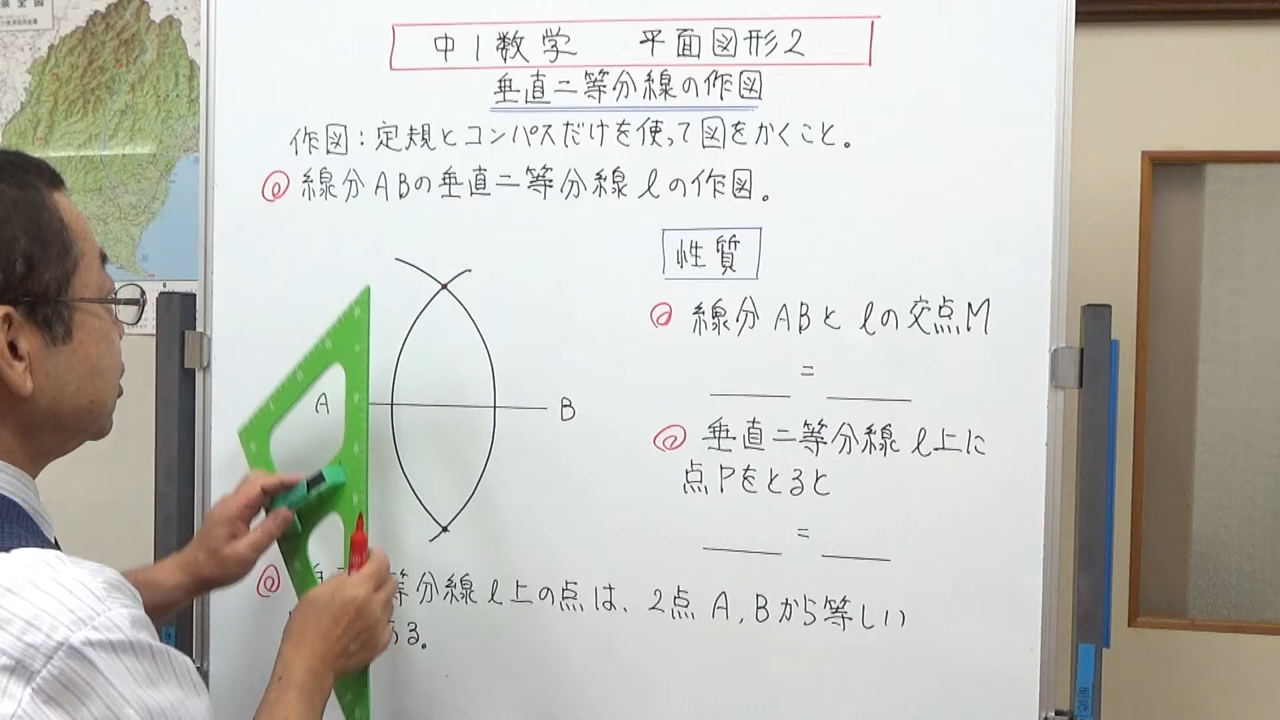 中1数学 平面図形2
垂直二等分線の作図
作図：定規とコンパスだけを使って図をかくこと。
線分ABの垂直二等分線ℓの作図。
性質
線分ABとℓの交点M
=
垂直二等分線ℓ上に
点Pをとると
=
A
B
等分線ℓ上の点は、2点A,Bから等しい
ある。